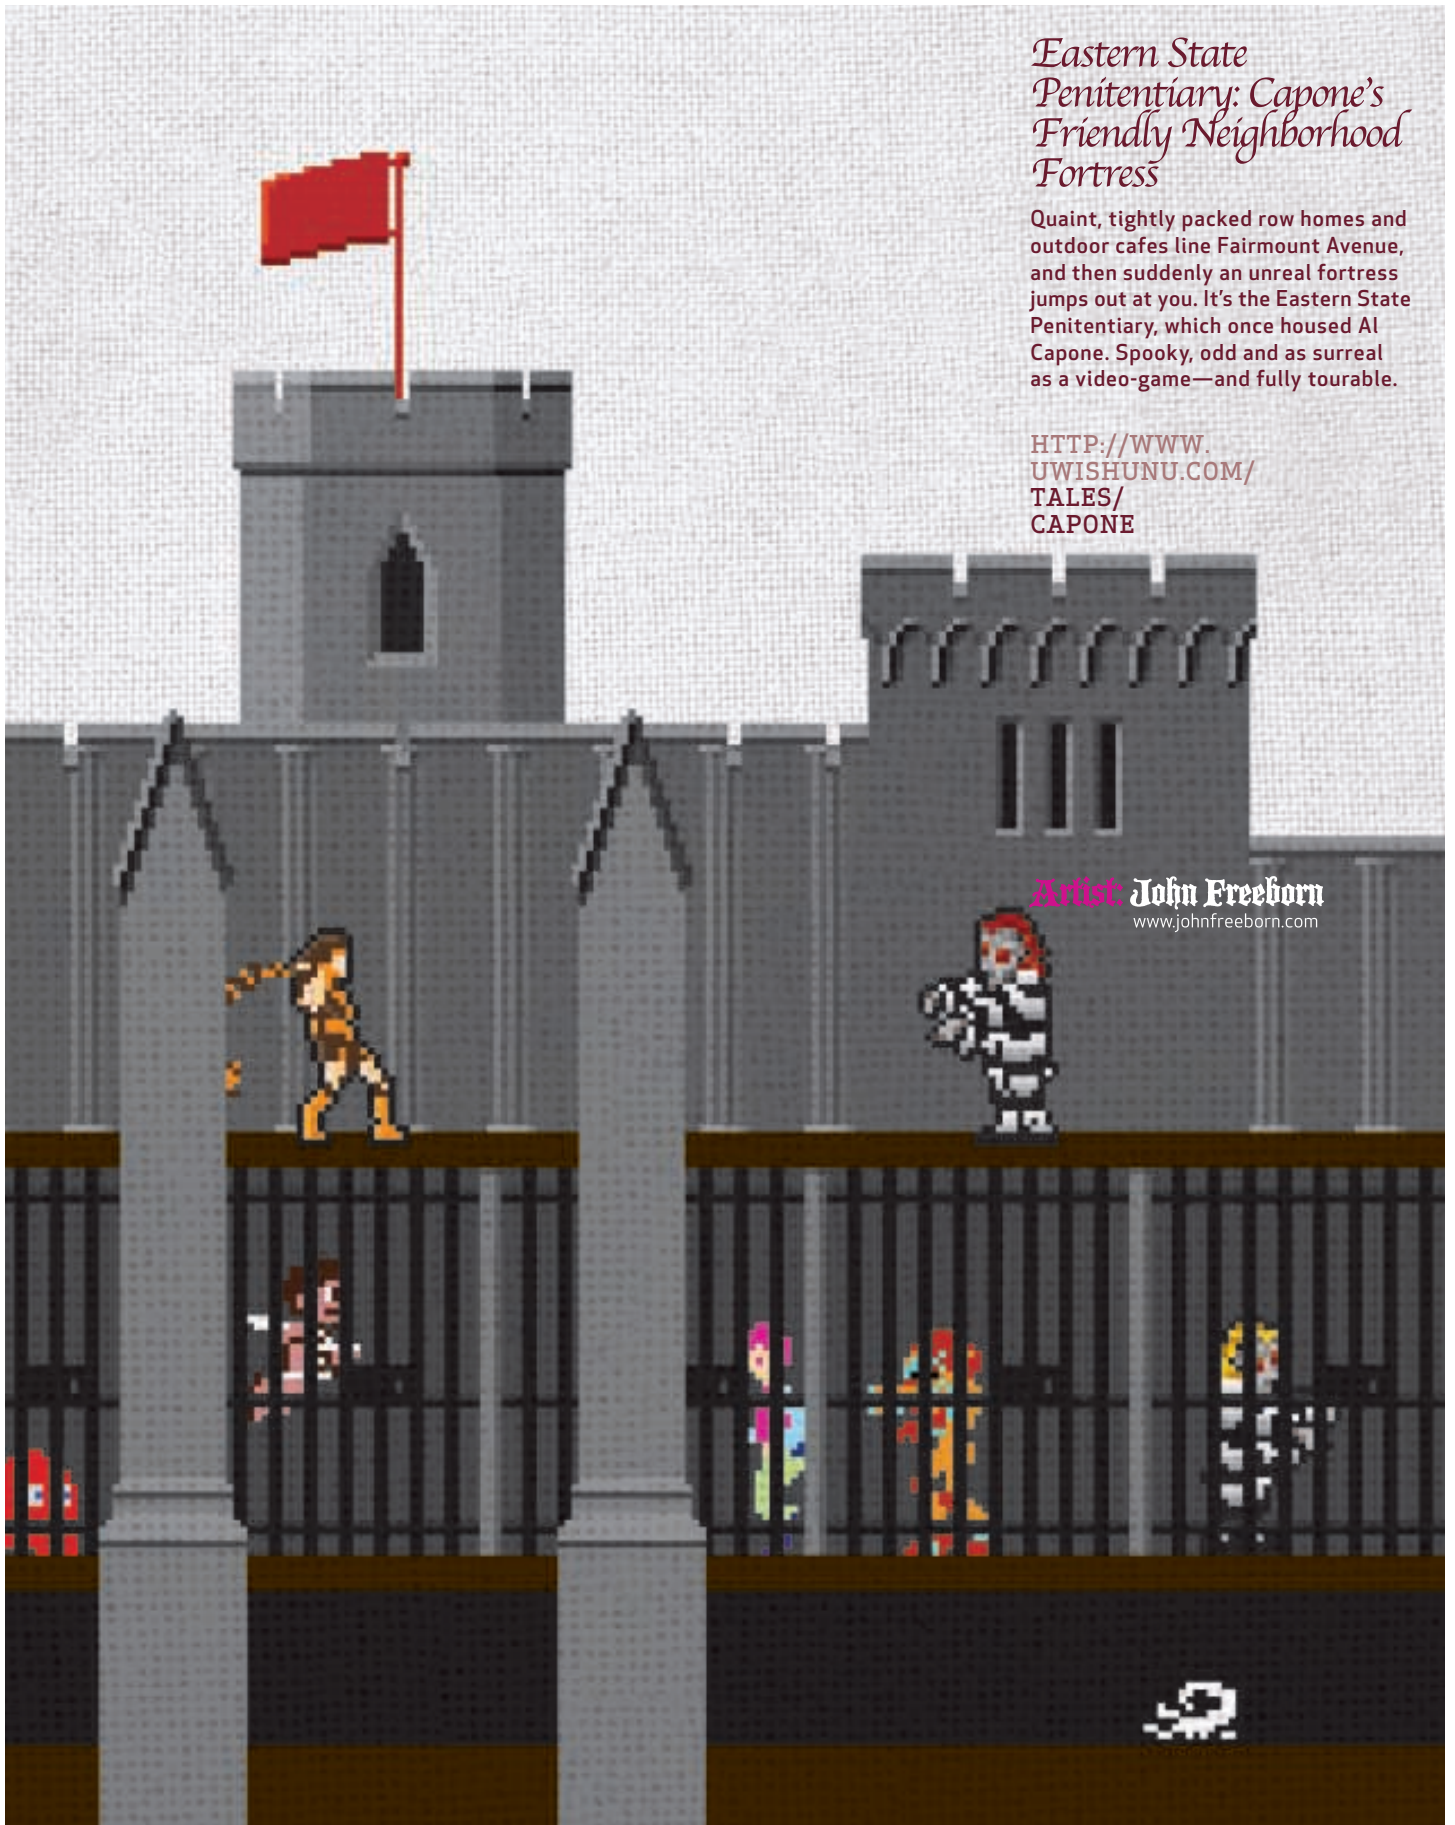 Eastern State
Penitentiary: Capone's
Friendly Neighborhood
Fortress
Quaint, tightly packed row homes and
outdoor cafes line Fairmount Avenue,
and then suddenly an unreal fortress
jumps out at you. It's the Eastern State
Penitentiary, which once housed Al
Capone. Spooky, odd and as surreal
as a video-game—and fully tourable.
HTTP://WWW.
UWISHUNU.COM/
TALES/
CAPONE
Artist: John Freeborn
www.johnfreeborn.com